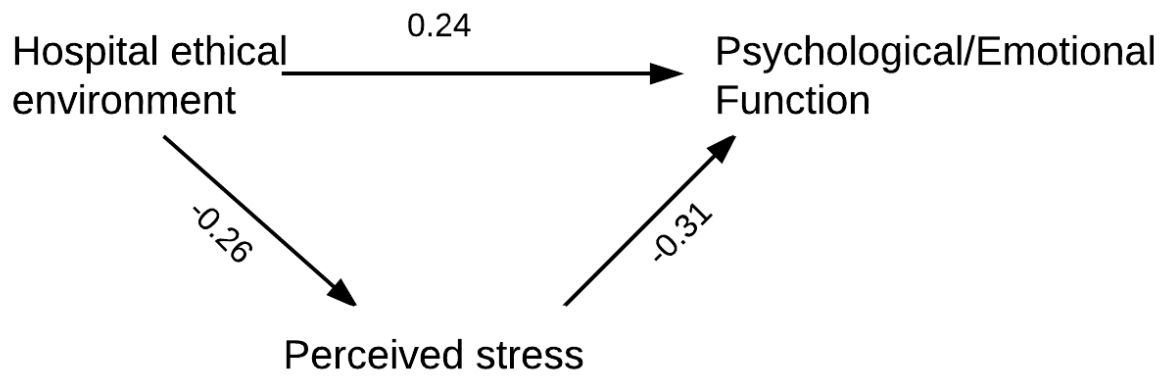 0.24
Hospital ethical
environment
Psychological/Emotional
Function
-0.26
-0.31
Perceived stress